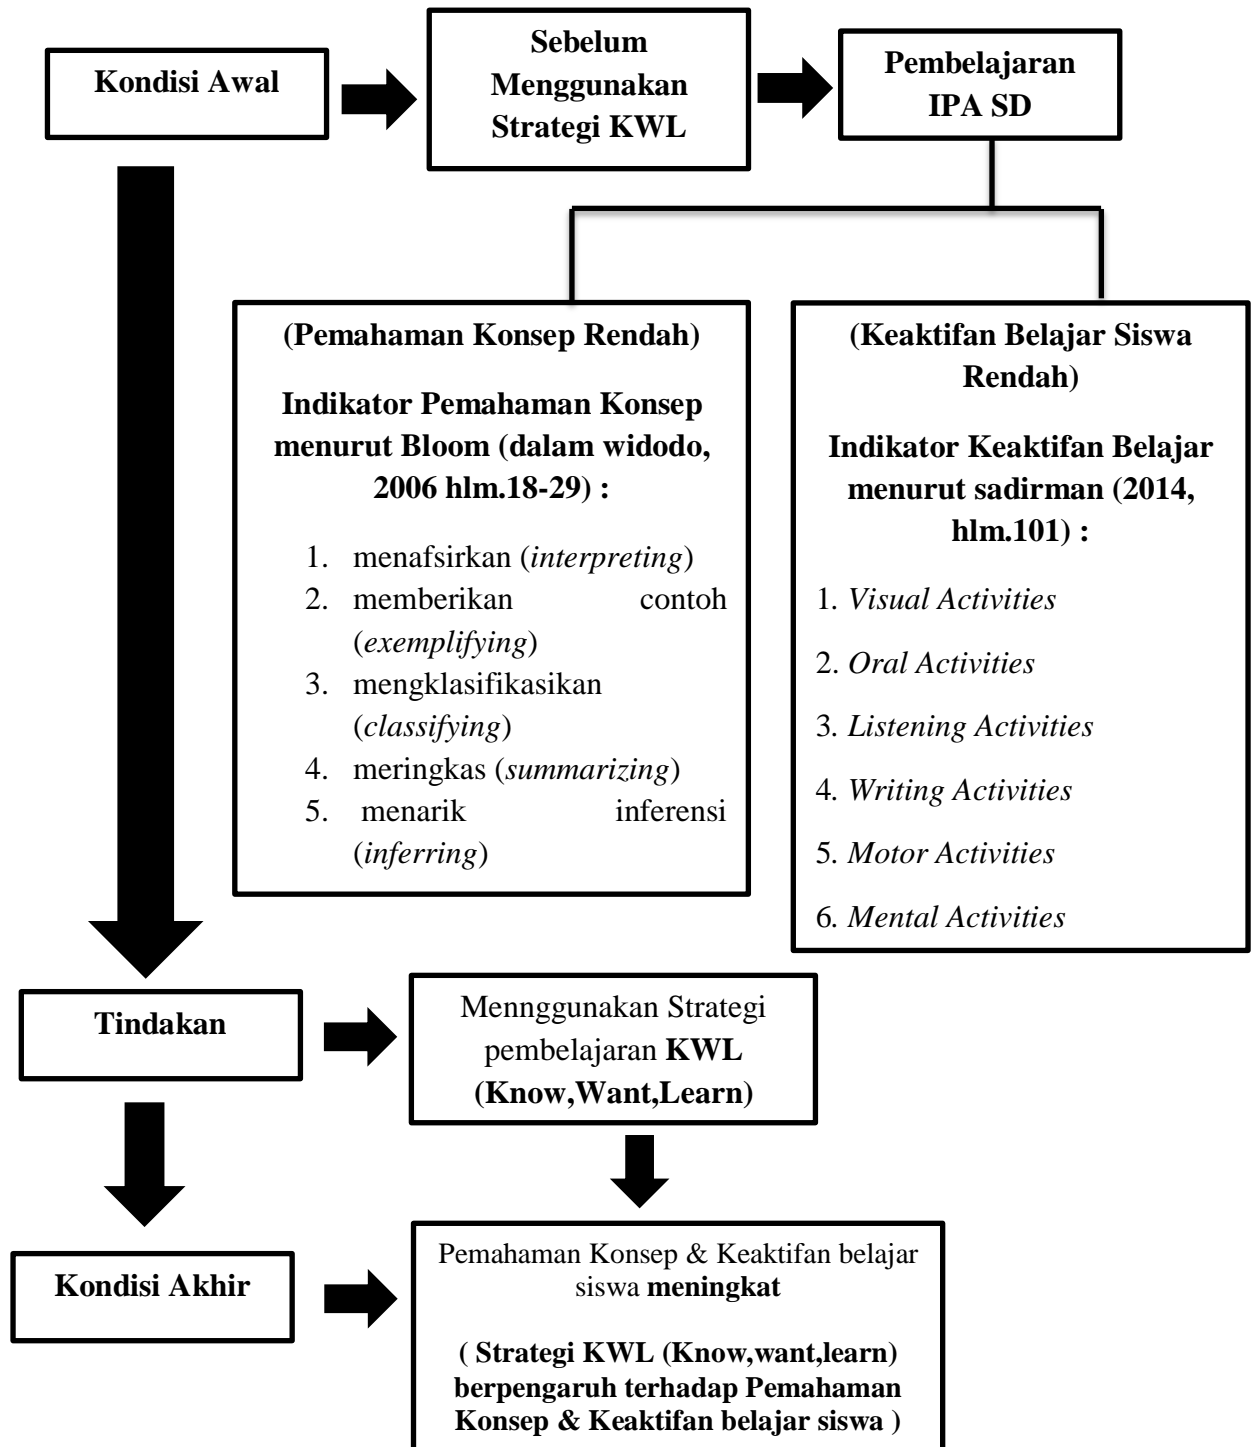 Kondisi Awal
Sebelum
Menggunakan
Strategi KWL
Pembelajaran
IPA SD
(Pemahaman Konsep Rendah)
Indikator Pemahaman Konsep
menurut Bloom (dalam widodo,
2006 hlm.18-29) :
1. menafsirkan (interpreting)
2. memberikan contoh
(exemplifying)
3. mengklasifikasikan
(classifying)
4. meringkas (summarizing)
5. menarik inferensi
(inferring)
(Keaktifan Belajar Siswa
Rendah)
Indikator Keaktifan Belajar
menurut sadirman (2014,
hlm.101) :
1. Visual Activities
2. Oral Activities
3. Listening Activities
4. Writing Activities
5. Motor Activities
6. Mental Activities
Tindakan
Mennggunakan Strategi
pembelajaran KWL
(Know,Want,Learn)
Kondisi Akhir
Pemahaman Konsep & Keaktifan belajar
siswa meningkat
( Strategi KWL (Know,want,learn)
berpengaruh terhadap Pemahaman
Konsep & Keaktifan belajar siswa )